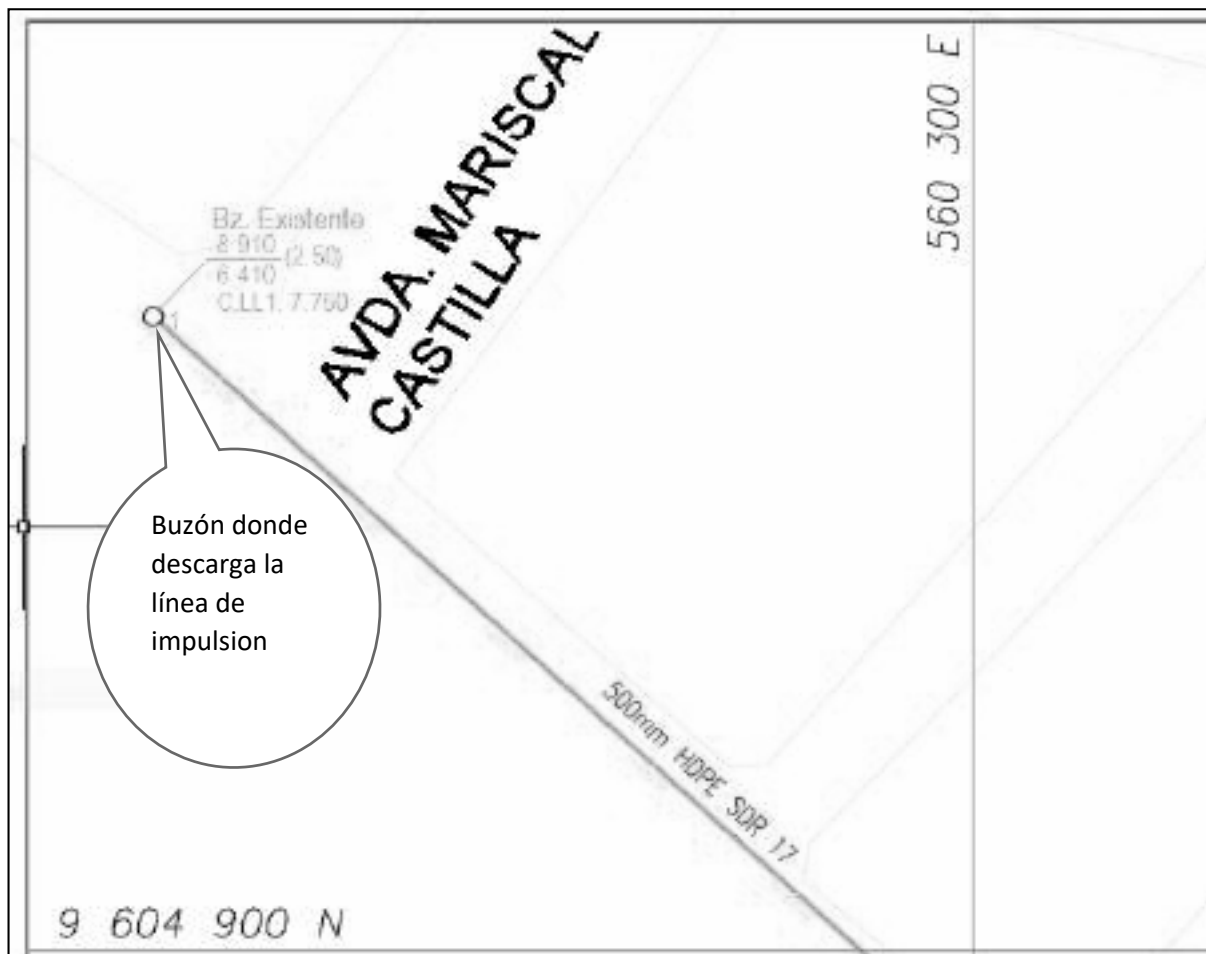 AVDA. MARISCAL
CASTILLA
560 300 E
Bz. Existente
8 910
6 410
(2.50)
C.LL1. 7.750
1
Buzón donde
descarga la
línea de
impulsion
500mm HDPE SDR 17
9 604 900 N